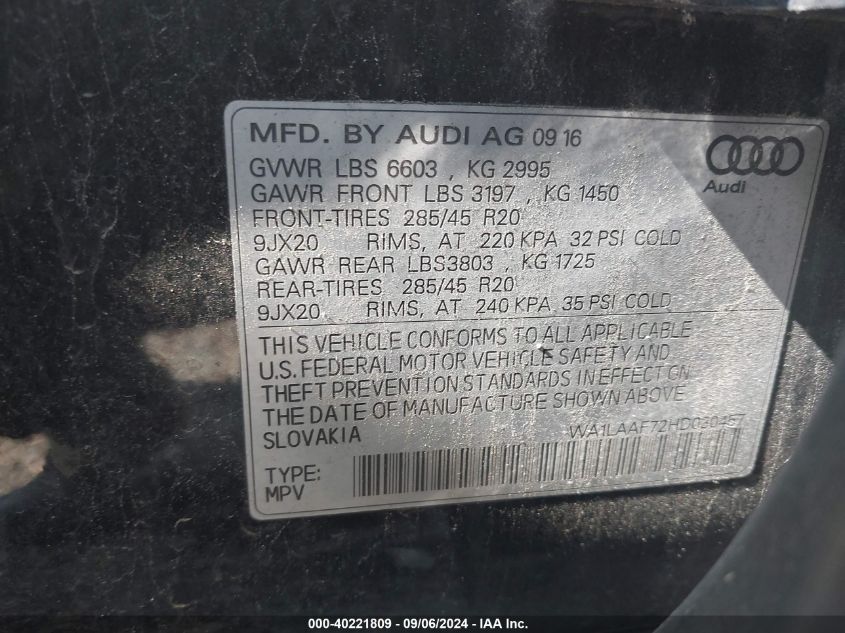 MFD. BY AUDI AG 09 16
GVWR LBS 6603 , KG 2995
GAWR FRONT LBS 3197 , KG 1450
FRONT-TIRES 285/45 R20
9JX20 RIMS, AT 220 KPA 32 PSI COLD
GAWR REAR LBS3803 , KG 1725
REAR-TIRES 285/45 R20
9JX20 RIMS, AT 240 KPA 35 PSI COLD
Audi
THIS VEHICLE CONFORMS TO ALL APPLICABLE
U.S. FEDERAL MOTOR VEHICLE SAFETY AND
THEFT PREVENTION STANDARDS IN EFFECT ON
THE DATE OF MANUFACTURE SHOWN ABOVE
SLOVAKIA
TYPE:
MPV
000-40221809 - 09/06/2024 - IAA Inc.